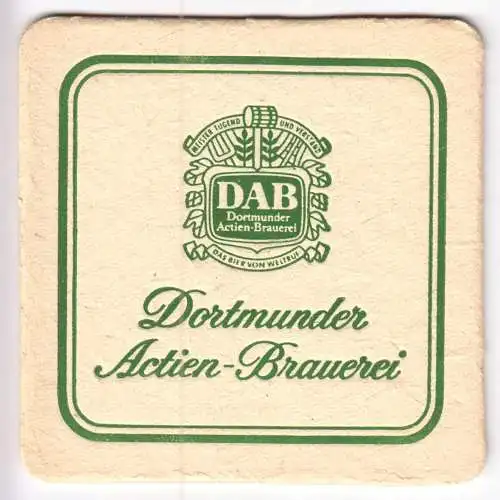 MEISTER TUGEND UND VERSTAND
DAB
Dortmunder
Actien-Brauerei
DAS BIER VON WELTRUF
Dortmunder
Actien-Brauerei